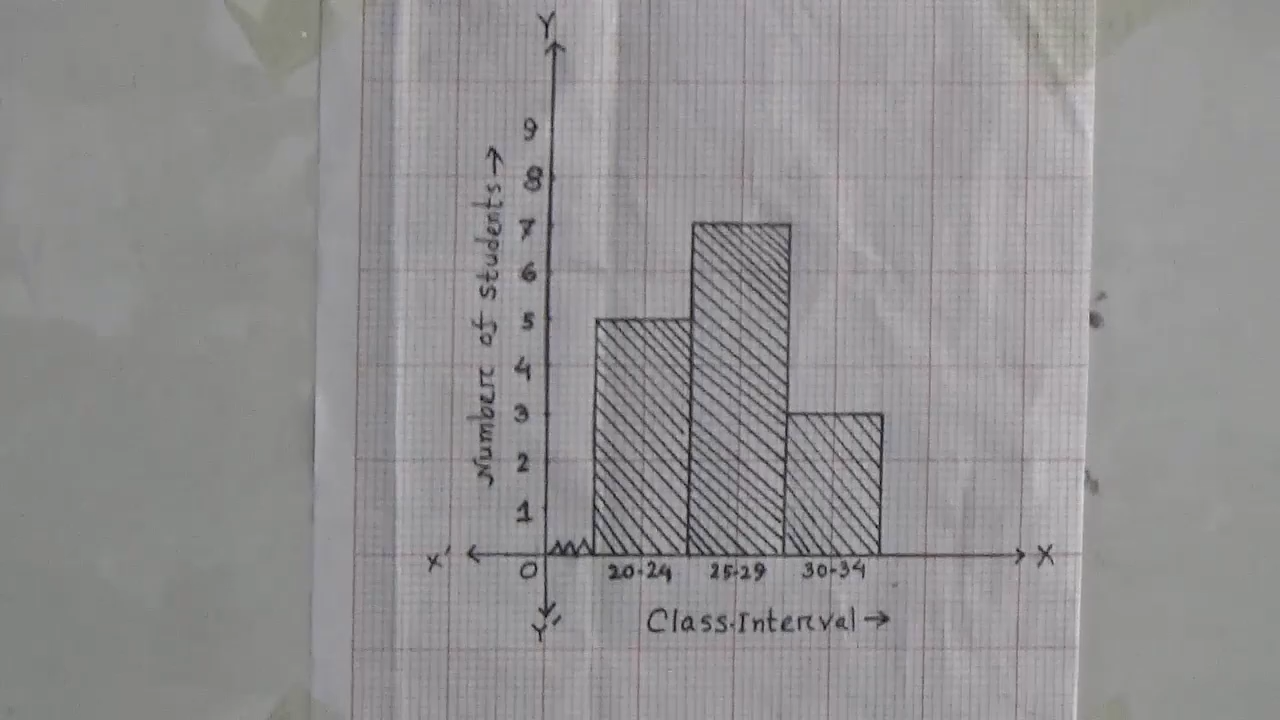 Y
9
8
7
6
5
4
3
2
1
Number of students →
X' O X
20-24 25-29 30-34
Y'
Class-Interval →